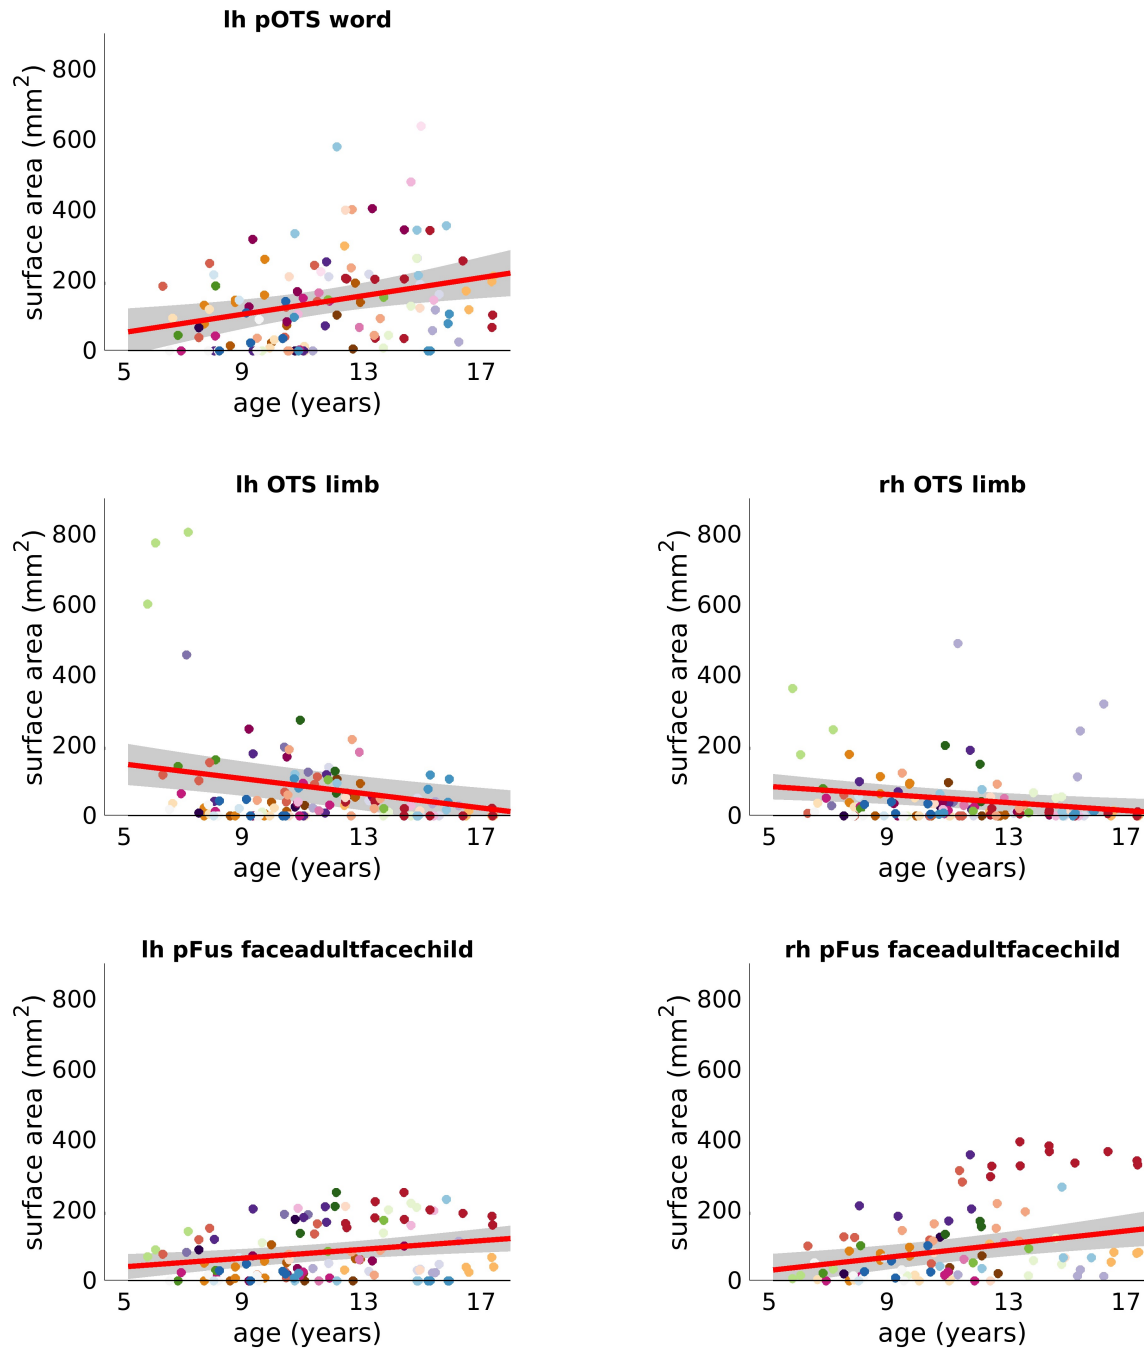 lh pOTS word
surface area (mm²)
800
600
400
200
0
5 9 13 17
age (years)
lh OTS limb
surface area (mm²)
800
600
400
200
0
5 9 13 17
age (years)
rh OTS limb
surface area (mm²)
800
600
400
200
0
5 9 13 17
age (years)
lh pFus faceadultfacechild
surface area (mm²)
800
600
400
200
0
5 9 13 17
age (years)
rh pFus faceadultfacechild
surface area (mm²)
800
600
400
200
0
5 9 13 17
age (years)